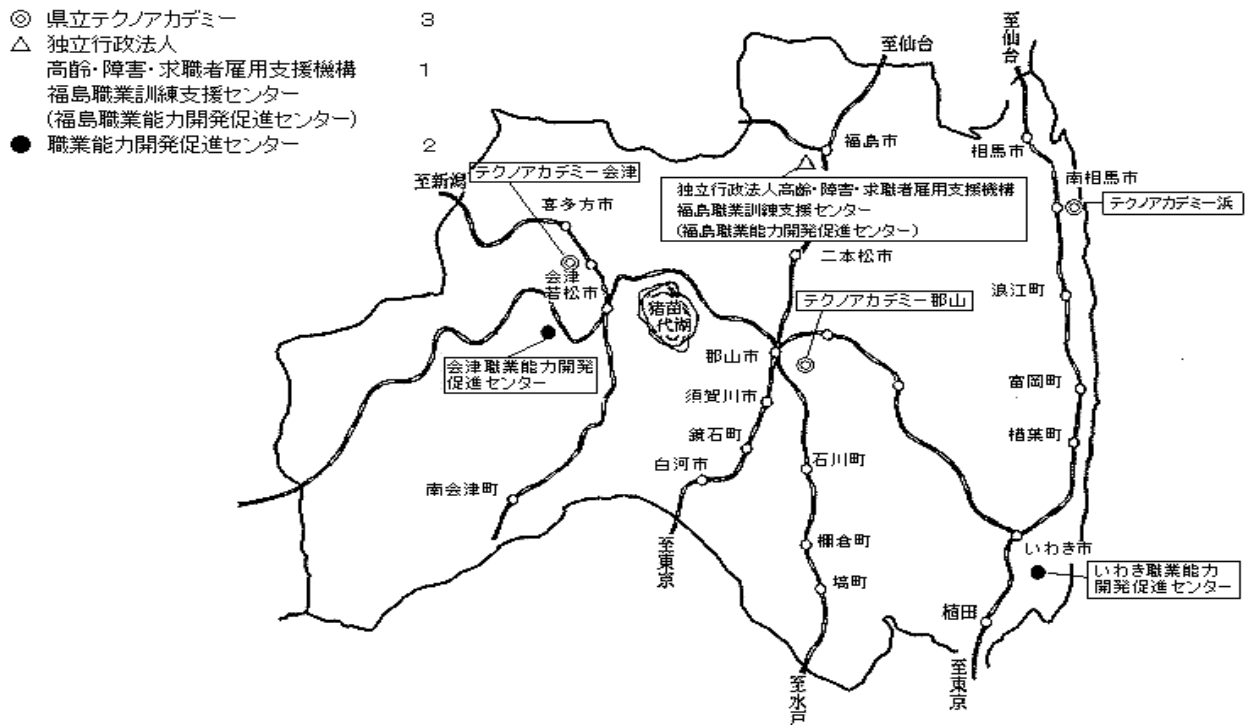 ◎ 県立テクノアカデミー 3
△ 独立行政法人
高齢・障害・求職者雇用支援機構 1
福島職業訓練支援センター
(福島職業能力開発促進センター)
● 職業能力開発促進センター 2
至仙台
至仙台
福島市
相馬市
テクノアカデミー会津
至新潟
喜多方市
独立行政法人高齢・障害・求職者雇用支援機構
福島職業訓練支援センター
(福島職業能力開発促進センター)
南相馬市
テクノアカデミー浜
二本松市
会津
若松市
猪苗
代湖
テクノアカデミー郡山
浪江町
郡山市
会津職業能力開発
促進センター
富岡町
須賀川市
鏡石町
楢葉町
白河市
石川町
南会津町
至東京
棚倉町
いわき市
いわき職業能力
開発促進センター
塙町
植田
至水戸
至東京